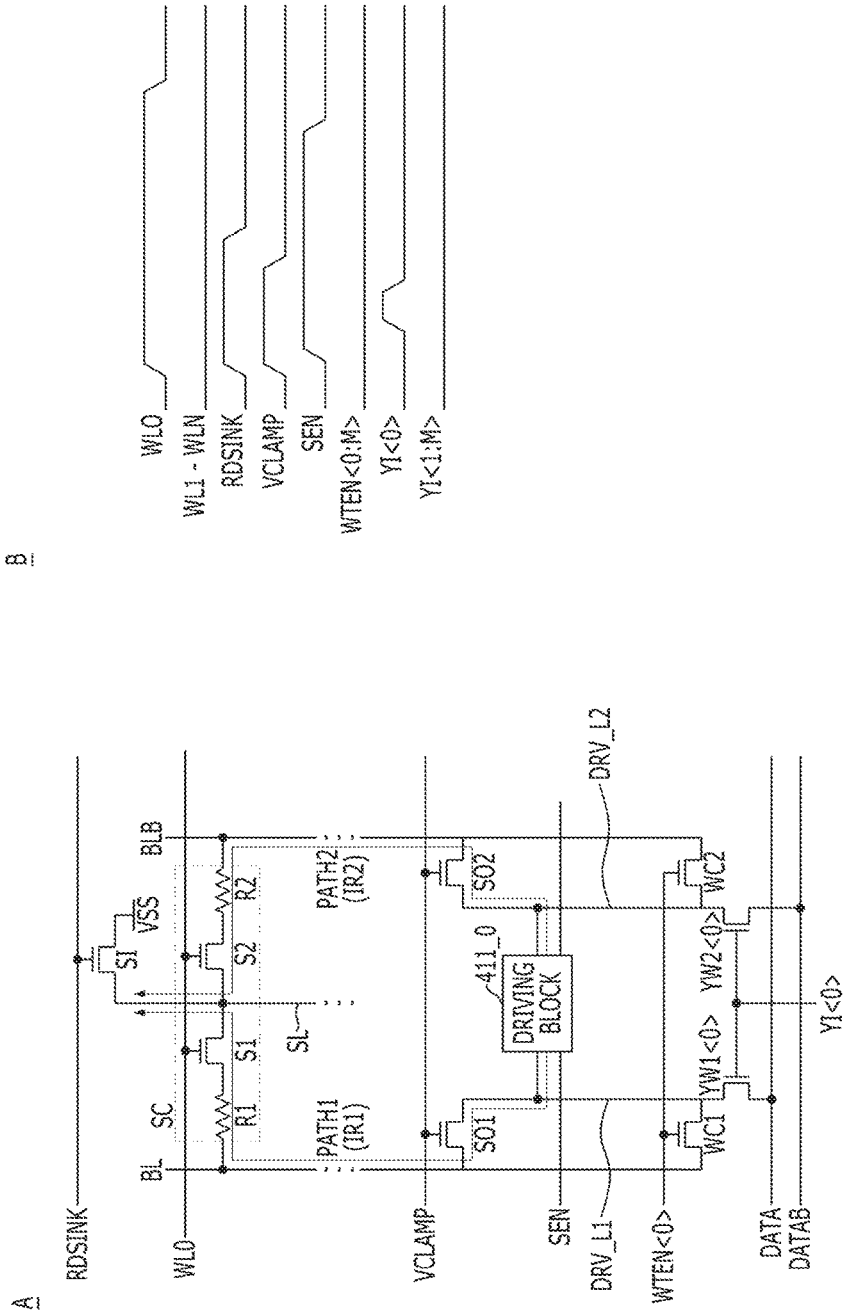 A
RDSINK
WL0
BL
BLB
SI
VSS
SC
R1
S1
S2
R2
SL
PATH1
(IR1)
PATH2
(IR2)
VCLAMP
SO1
SO2
411_0
DRIVING
BLOCK
SEN
DRV_L1
DRV_L2
WTEN<0>
WC1
WC2
YW1<0>
YW2<0>
DATA
DATAB
YI<0>
B
WL0
WL1 - WLN
RDSINK
VCLAMP
SEN
WTEN<0:M>
YI<0>
YI<1:M>